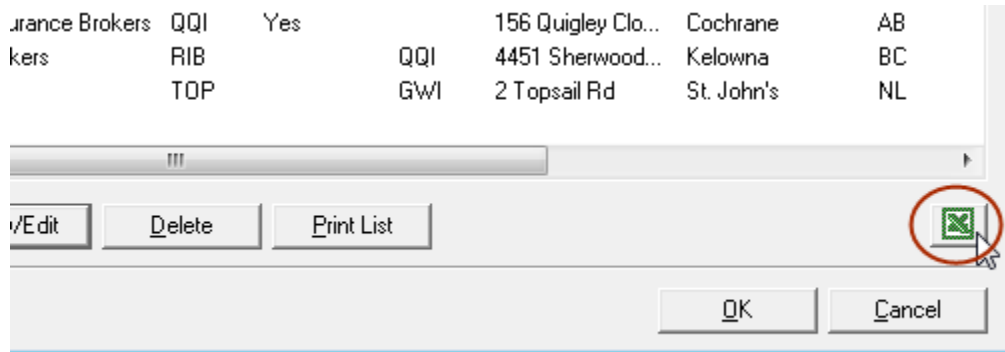 urance Brokers QQI Yes 156 Quigley Clo... Cochrane AB
kers RIB QQI 4451 Sherwood... Kelowna BC
TOP GWI 2 Topsail Rd St. John's NL
/Edit Delete Print List
OK Cancel